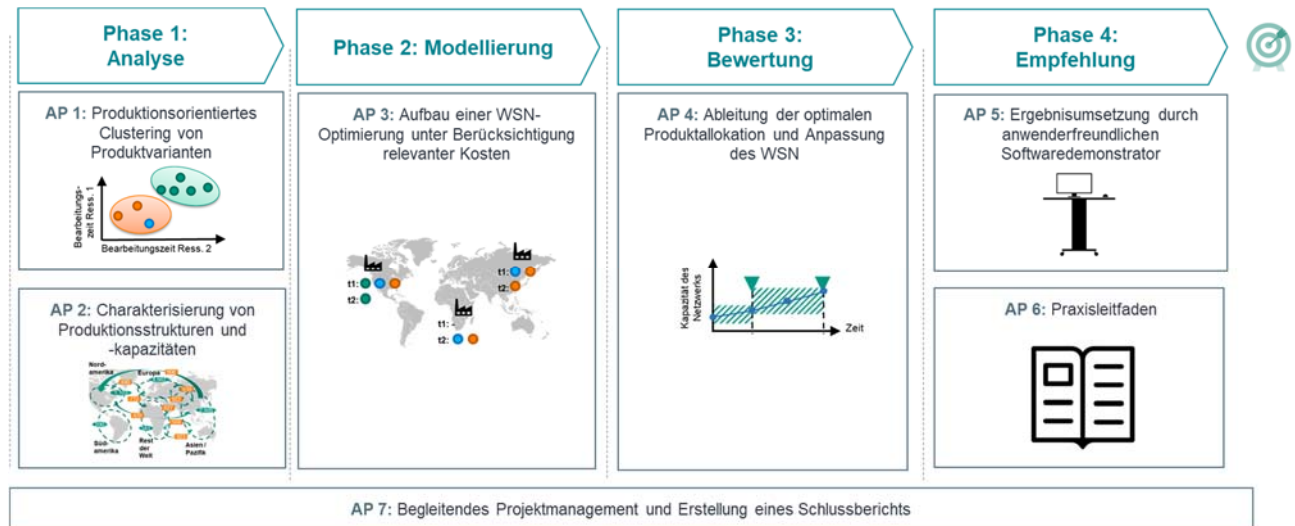 Phase 1:
Analyse
Phase 2: Modellierung
Phase 3:
Bewertung
Phase 4:
Empfehlung
AP 1: Produktionsorientiertes
Clustering von
Produktvarianten
Bearbeitungs-
zeit Ress. 1
Bearbeitungszeit Ress. 2
AP 2: Charakterisierung von
Produktionsstrukturen und
-kapazitäten
Nord-
amerika
Europa
Süd-
amerika
Rest
der
Welt
Asien /
Pazifik
AP 3: Aufbau einer WSN-
Optimierung unter Berücksichtigung
relevanter Kosten
t1:
t2:
t1: -
t2:
t1:
t2:
AP 4: Ableitung der optimalen
Produktallokation und Anpassung
des WSN
Kapazität des
Netzwerks
Zeit
AP 5: Ergebnisumsetzung durch
anwenderfreundlichen
Softwaredemonstrator
AP 6: Praxisleitfaden
AP 7: Begleitendes Projektmanagement und Erstellung eines Schlussberichts